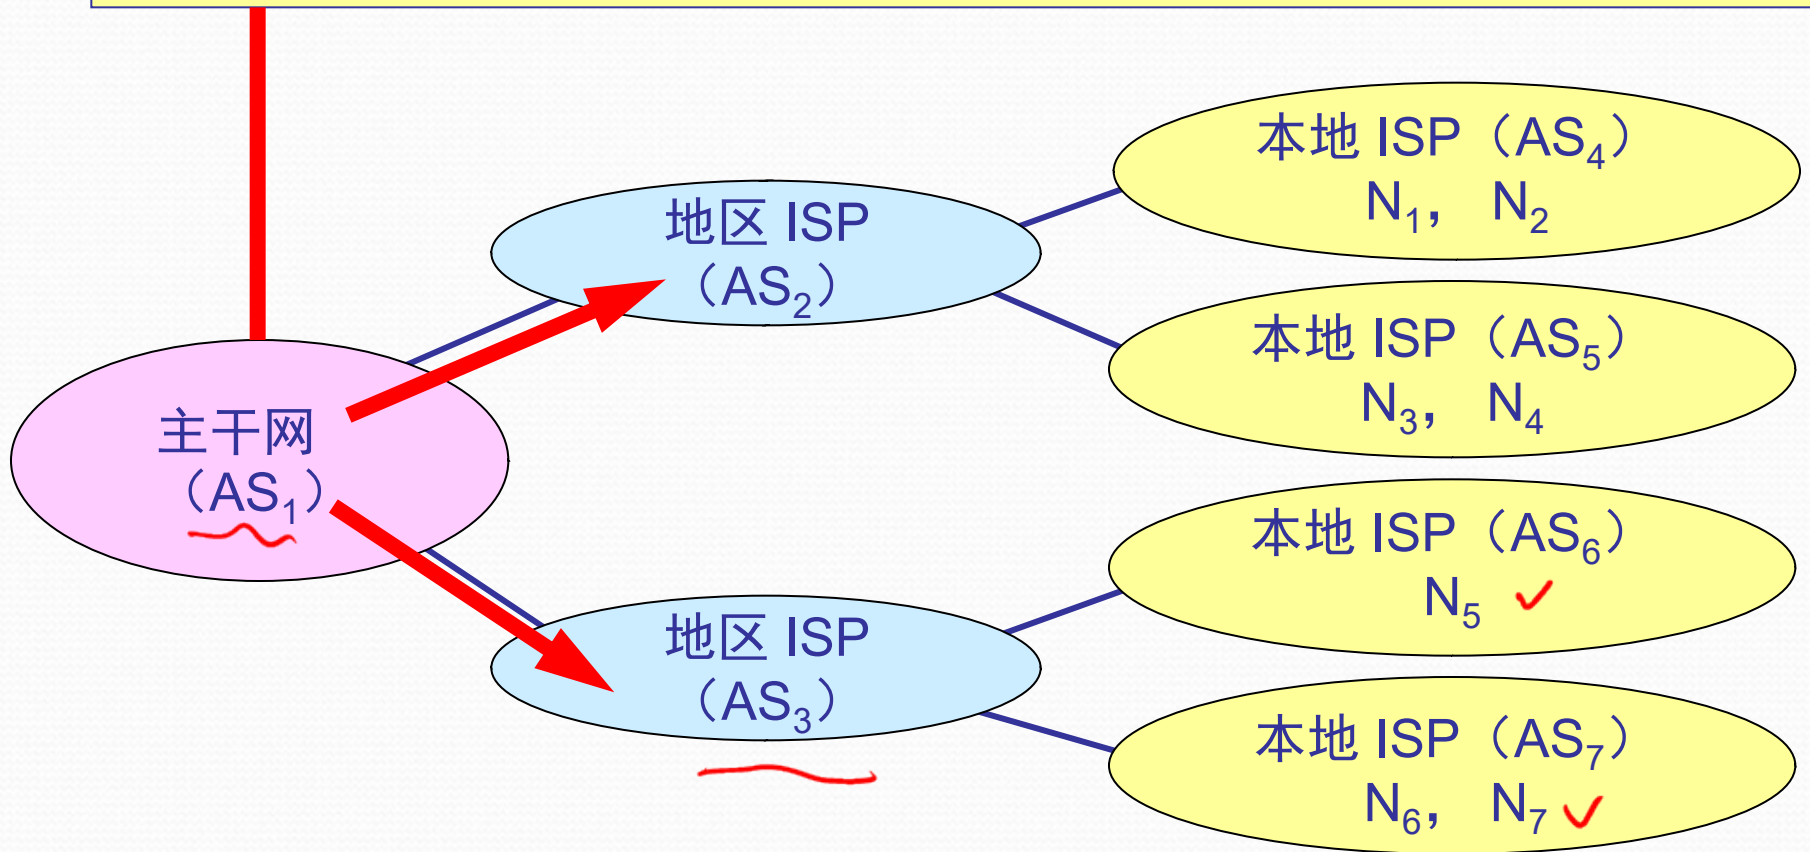 本地 ISP（AS₄）
N₁， N₂
地区 ISP
（AS₂）
本地 ISP（AS₅）
N₃， N₄
主干网
（AS₁）
本地 ISP（AS₆）
N₅ ✓
地区 ISP
（AS₃）
本地 ISP（AS₇）
N₆， N₇ ✓